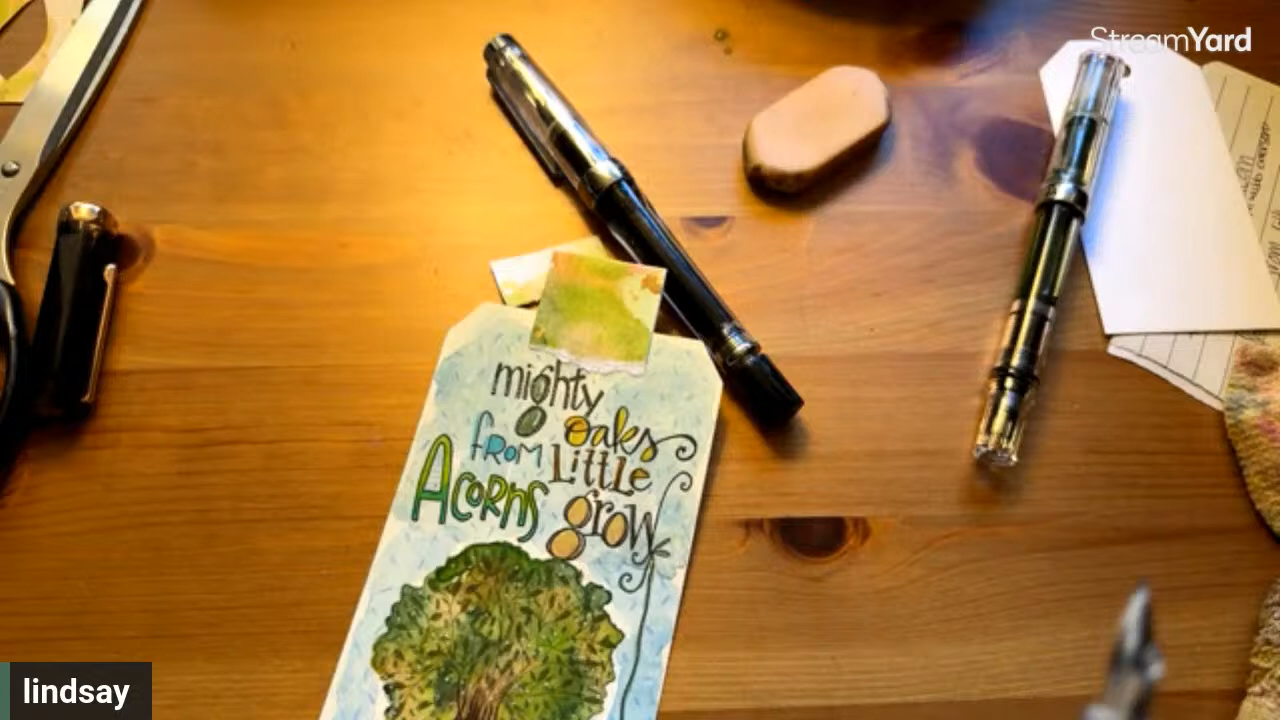 StreamYard
mighty
oaks
from little
Acorns
grow
lindsay